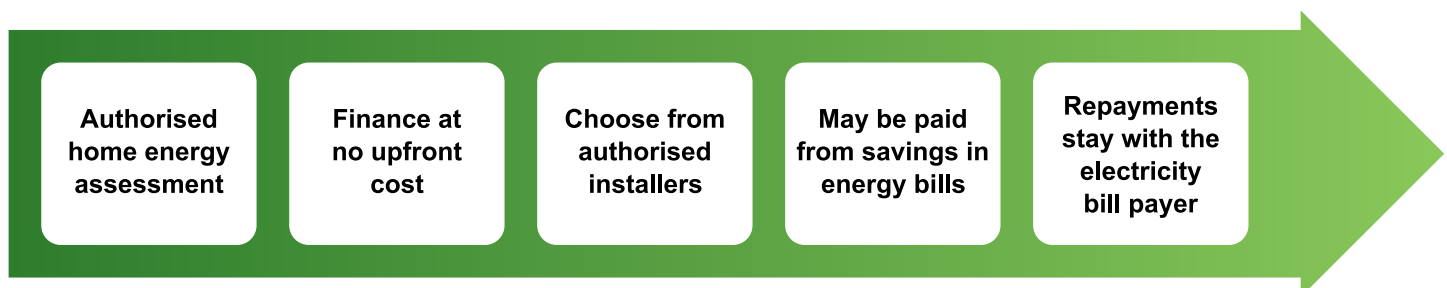 Authorised
home energy
assessment
Finance at
no upfront
cost
Choose from
authorised
installers
May be paid
from savings in
energy bills
Repayments
stay with the
electricity
bill payer